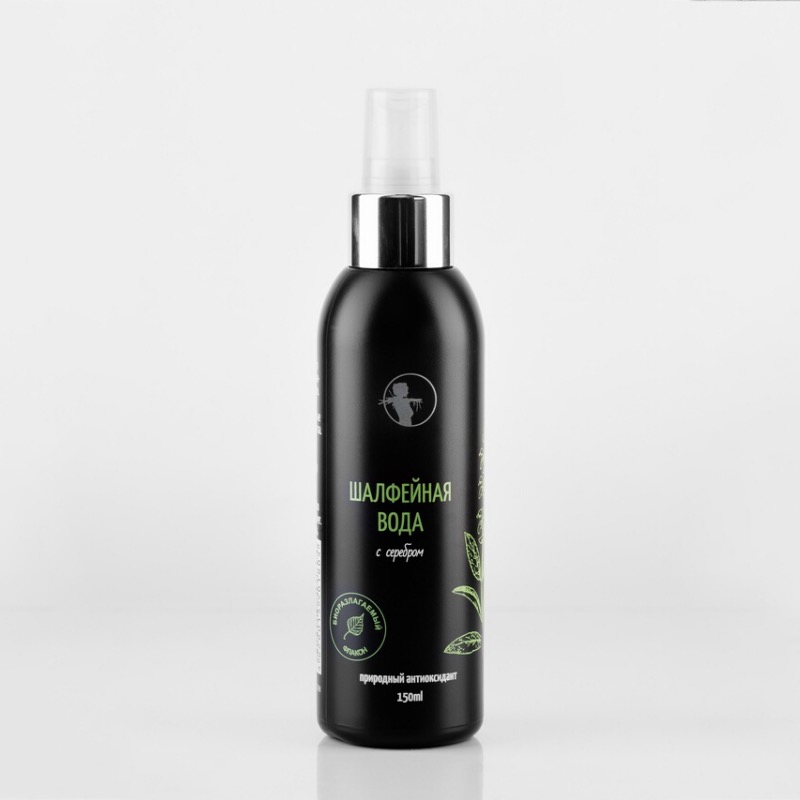 ШАЛФЕЙНАЯ
ВОДА
с серебром
БИОРАЗЛАГАЕМЫЙ
ФЛАКОН
природный антиоксидант
150ml